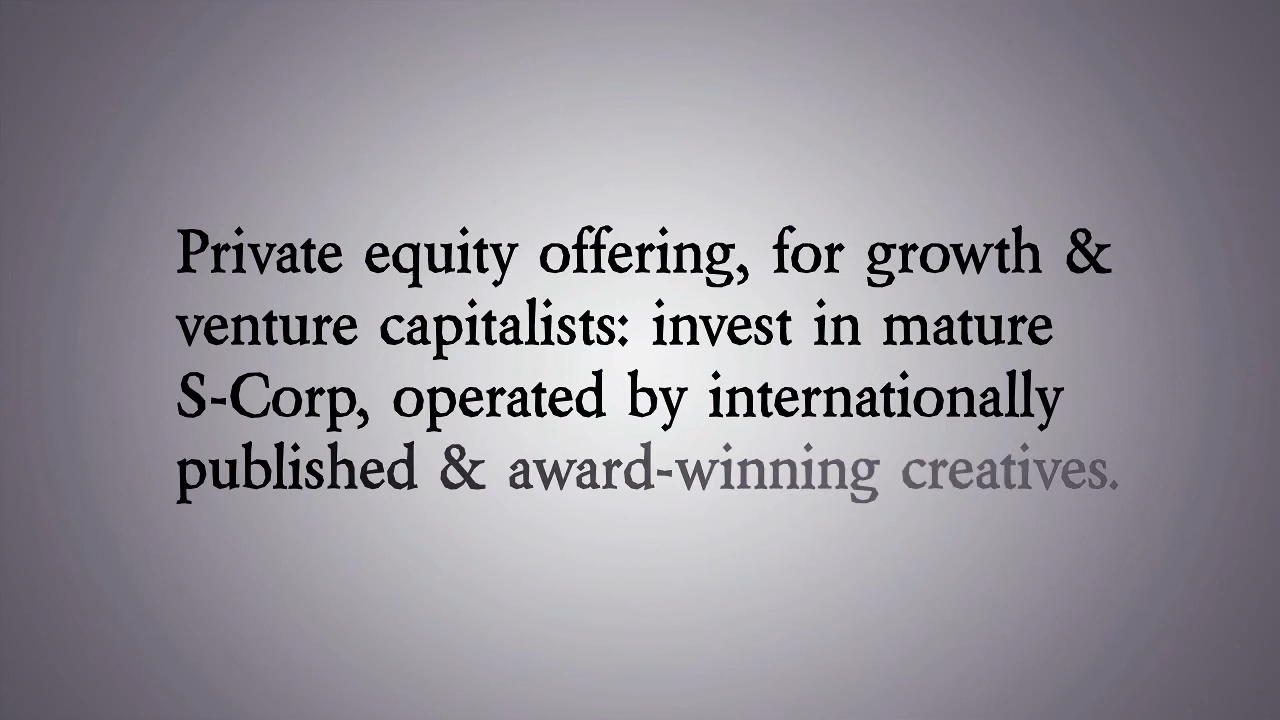 Private equity offering, for growth &
venture capitalists: invest in mature
S-Corp, operated by internationally
published & award-winning creatives.